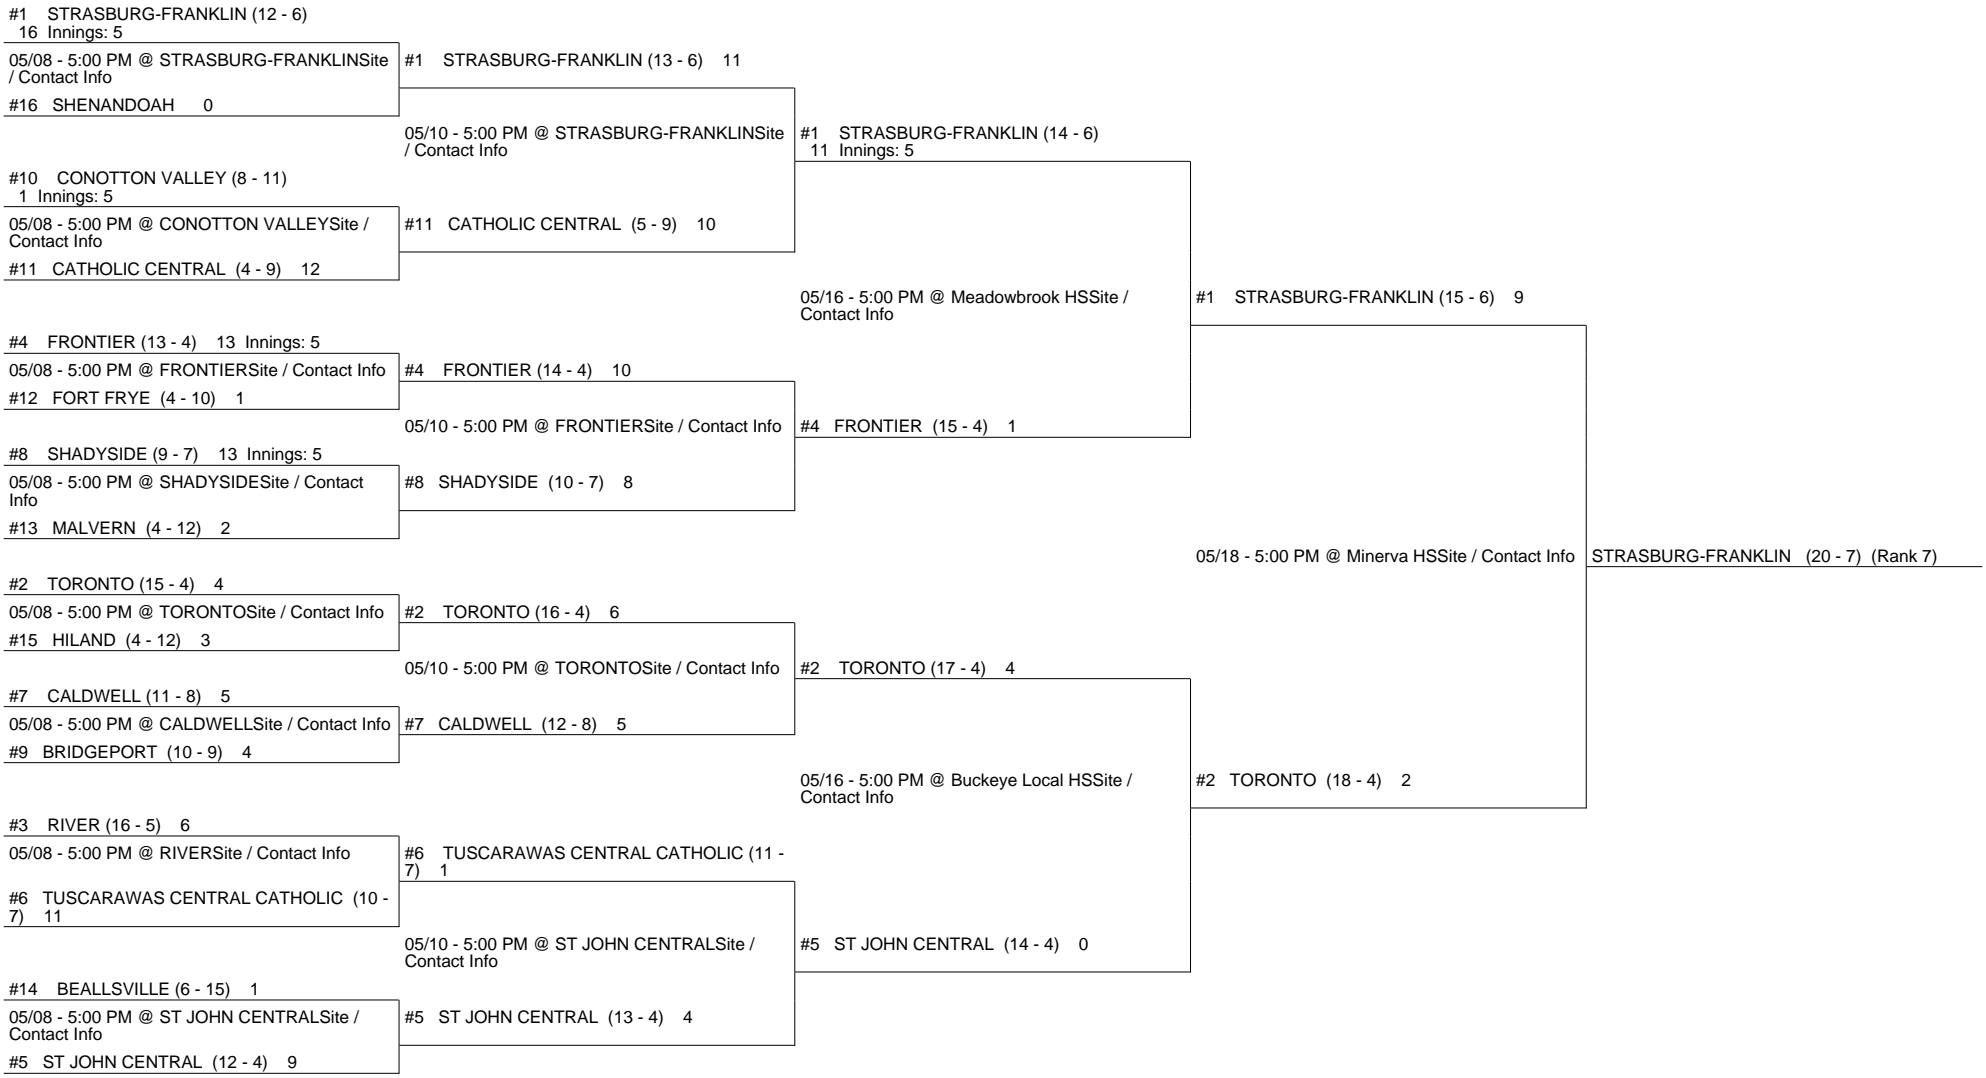 #1 STRASBURG-FRANKLIN (12 - 6)
16 Innings: 5
05/08 - 5:00 PM @ STRASBURG-FRANKLINSite
/ Contact Info
#16 SHENANDOAH 0
#10 CONOTTON VALLEY (8 - 11)
1 Innings: 5
05/08 - 5:00 PM @ CONOTTON VALLEYSite /
Contact Info
#11 CATHOLIC CENTRAL (4 - 9) 12
#4 FRONTIER (13 - 4) 13 Innings: 5
05/08 - 5:00 PM @ FRONTIERSite / Contact Info
#12 FORT FRYE (4 - 10) 1
#8 SHADYSIDE (9 - 7) 13 Innings: 5
05/08 - 5:00 PM @ SHADYSIDESite / Contact
Info
#13 MALVERN (4 - 12) 2
#2 TORONTO (15 - 4) 4
05/08 - 5:00 PM @ TORONTOSite / Contact Info
#15 HILAND (4 - 12) 3
#7 CALDWELL (11 - 8) 5
05/08 - 5:00 PM @ CALDWELLSite / Contact Info
#9 BRIDGEPORT (10 - 9) 4
#3 RIVER (16 - 5) 6
05/08 - 5:00 PM @ RIVERSite / Contact Info
#6 TUSCARAWAS CENTRAL CATHOLIC (10 -
7) 11
#14 BEALLSVILLE (6 - 15) 1
05/08 - 5:00 PM @ ST JOHN CENTRALSite /
Contact Info
#5 ST JOHN CENTRAL (12 - 4) 9
#1 STRASBURG-FRANKLIN (13 - 6) 11
05/10 - 5:00 PM @ STRASBURG-FRANKLINSite
/ Contact Info
#11 CATHOLIC CENTRAL (5 - 9) 10
#4 FRONTIER (14 - 4) 10
05/10 - 5:00 PM @ FRONTIERSite / Contact Info
#8 SHADYSIDE (10 - 7) 8
#2 TORONTO (16 - 4) 6
05/10 - 5:00 PM @ TORONTOSite / Contact Info
#7 CALDWELL (12 - 8) 5
#6 TUSCARAWAS CENTRAL CATHOLIC (11 -
7) 1
05/10 - 5:00 PM @ ST JOHN CENTRALSite /
Contact Info
#5 ST JOHN CENTRAL (13 - 4) 4
#1 STRASBURG-FRANKLIN (14 - 6)
11 Innings: 5
05/16 - 5:00 PM @ Meadowbrook HSSite /
Contact Info
#4 FRONTIER (15 - 4) 1
#2 TORONTO (17 - 4) 4
05/16 - 5:00 PM @ Buckeye Local HSSite /
Contact Info
#5 ST JOHN CENTRAL (14 - 4) 0
#1 STRASBURG-FRANKLIN (15 - 6) 9
05/18 - 5:00 PM @ Minerva HSSite / Contact Info
#2 TORONTO (18 - 4) 2
STRASBURG-FRANKLIN (20 - 7) (Rank 7)